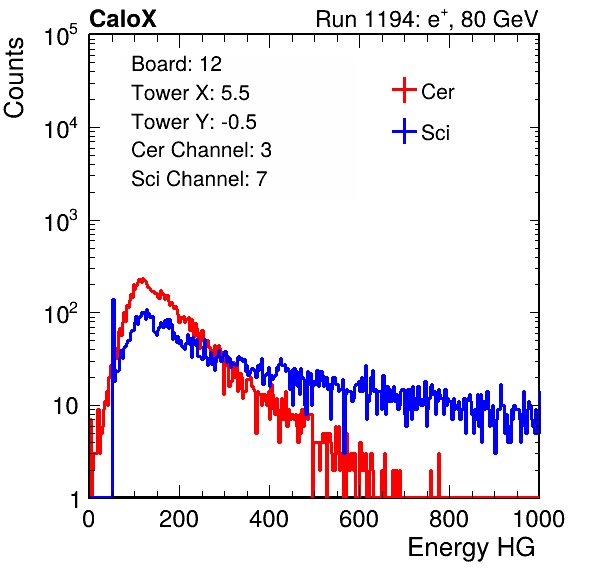 CaloX Run 1194: e⁺, 80 GeV
Counts
10⁵
10⁴
10³
10²
10
1
Board: 12
Tower X: 5.5
Tower Y: -0.5
Cer Channel: 3
Sci Channel: 7
Cer
Sci
0 200 400 600 800 1000
Energy HG